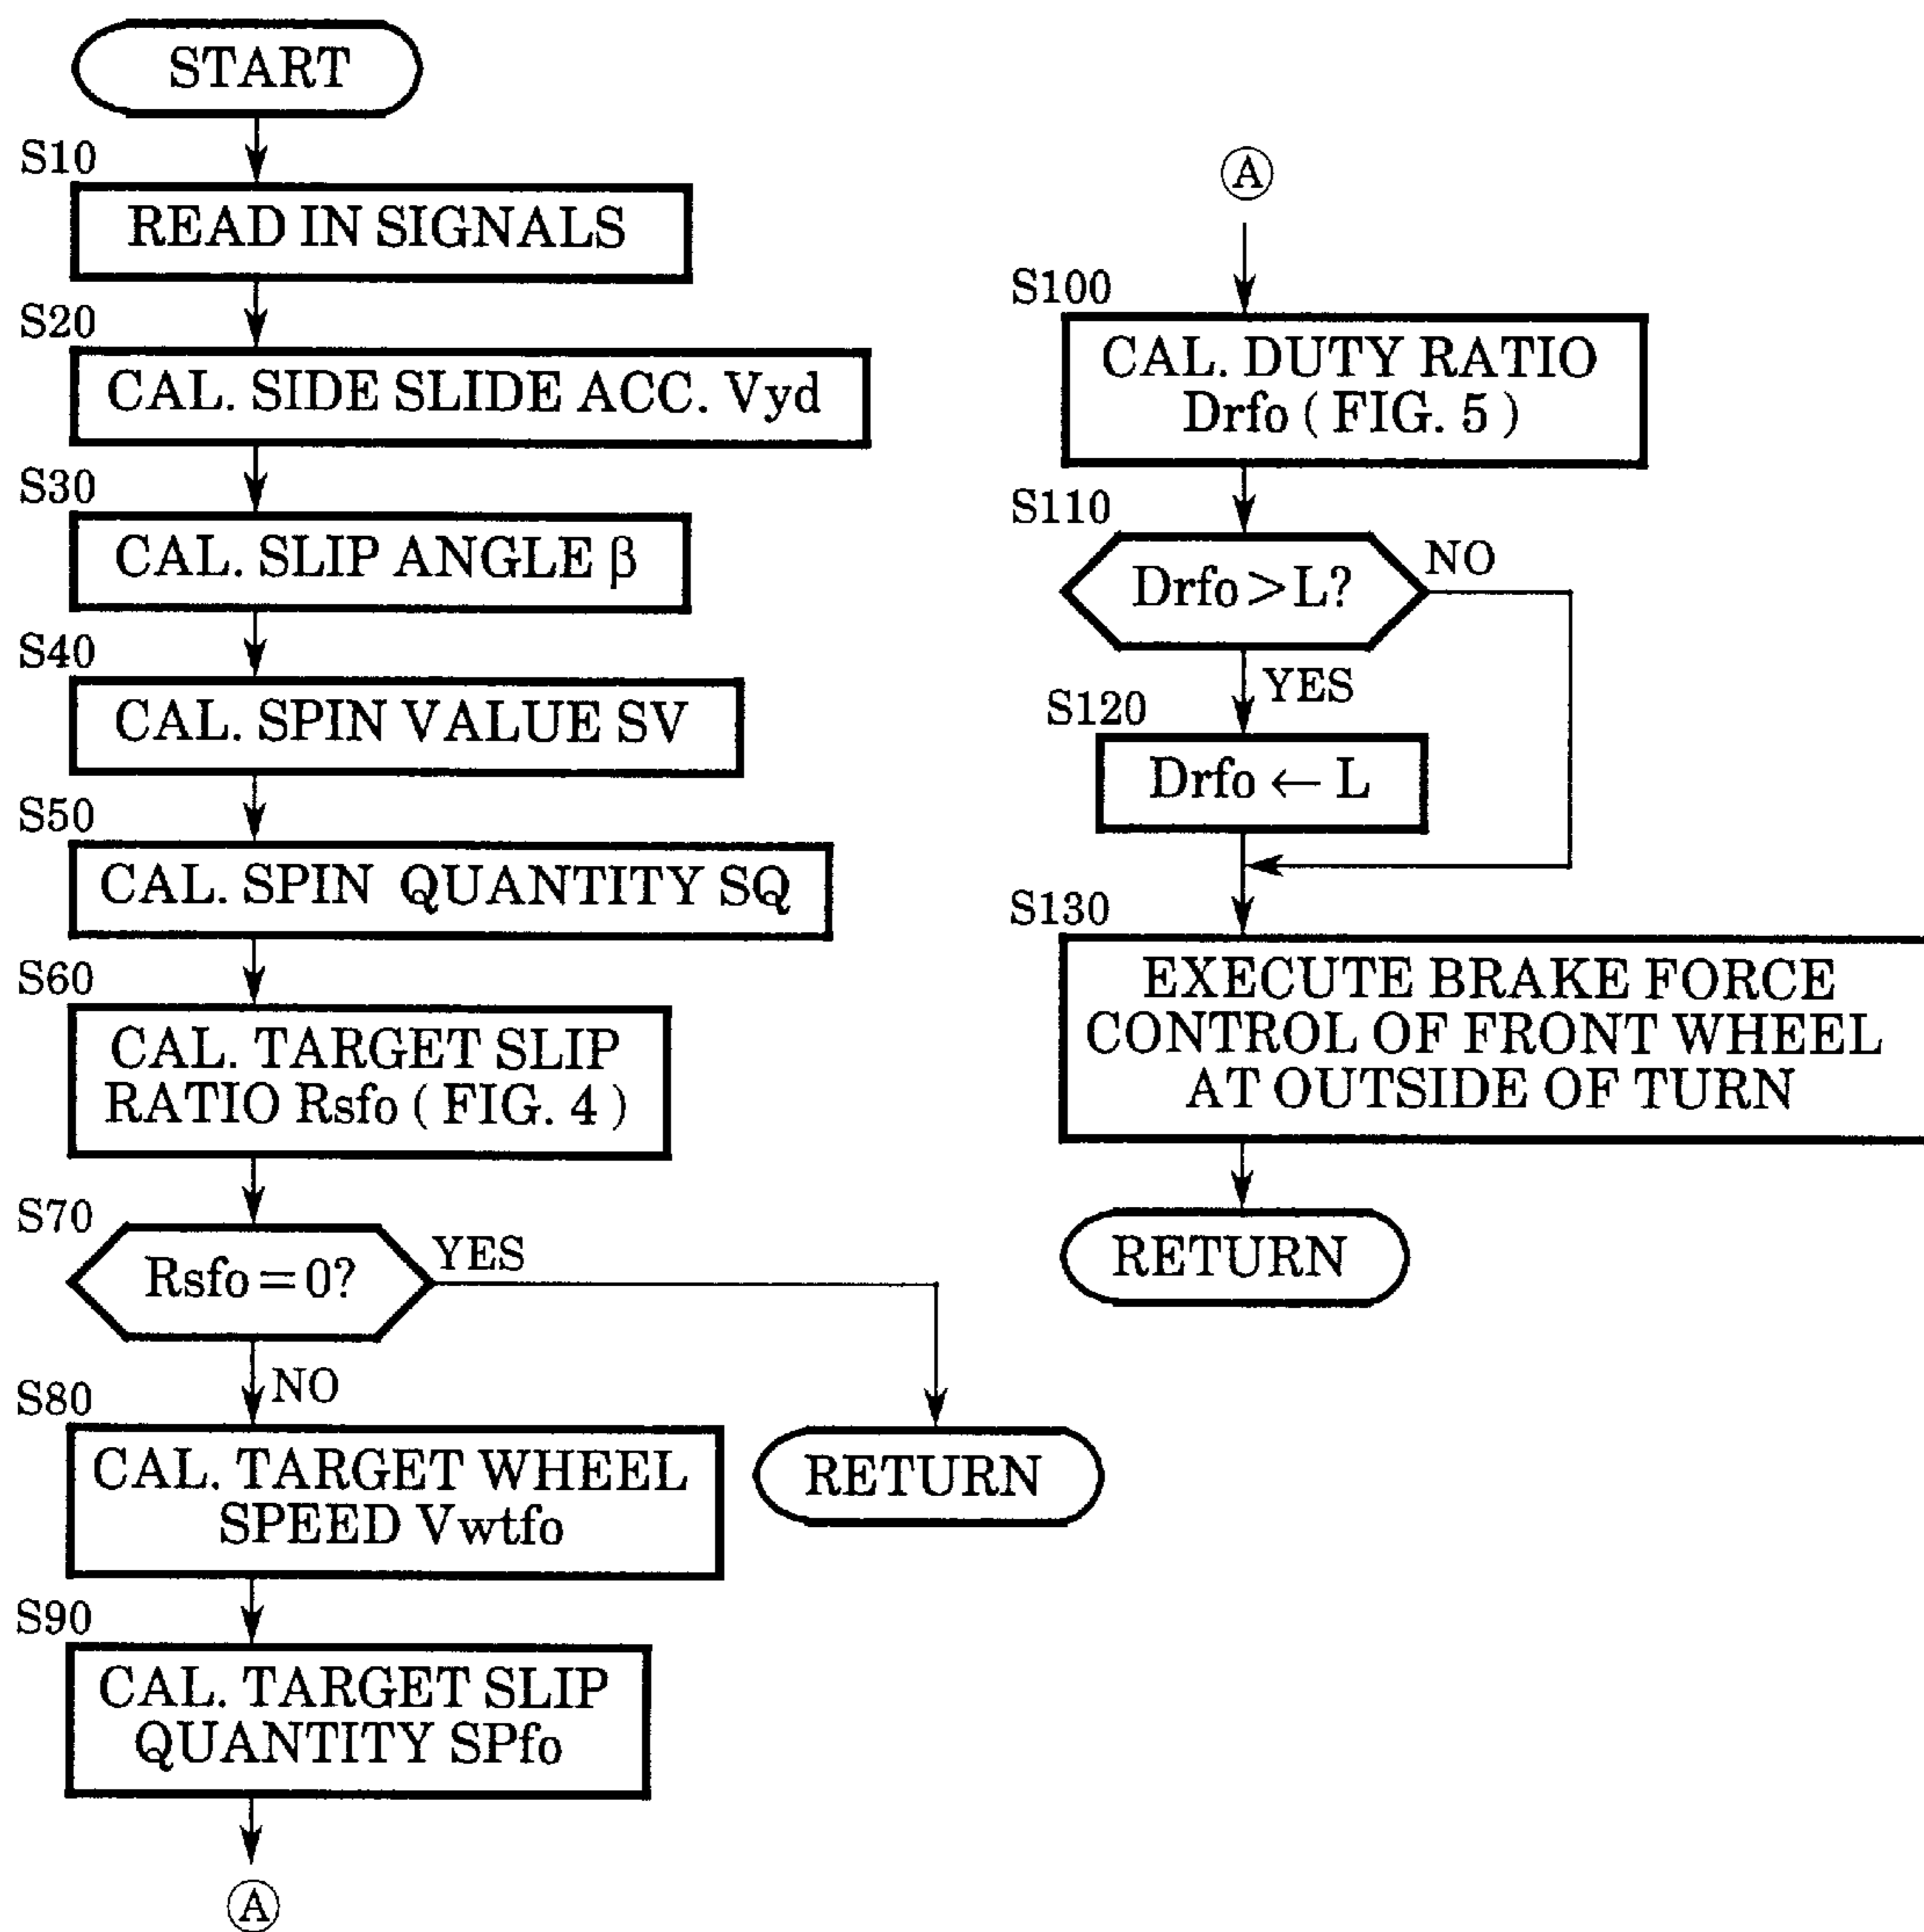 START
S10
READ IN SIGNALS
S20
CAL. SIDE SLIDE ACC. Vyd
S30
CAL. SLIP ANGLE β
S40
CAL. SPIN VALUE SV
S50
CAL. SPIN QUANTITY SQ
S60
CAL. TARGET SLIP
RATIO Rsfo ( FIG. 4 )
S70
Rsfo = 0?
YES
NO
RETURN
S80
CAL. TARGET WHEEL
SPEED Vwtfo
S90
CAL. TARGET SLIP
QUANTITY SPfo
A
A
S100
CAL. DUTY RATIO
Drfo ( FIG. 5 )
S110
Drfo > L?
NO
YES
S120
Drfo ← L
S130
EXECUTE BRAKE FORCE
CONTROL OF FRONT WHEEL
AT OUTSIDE OF TURN
RETURN